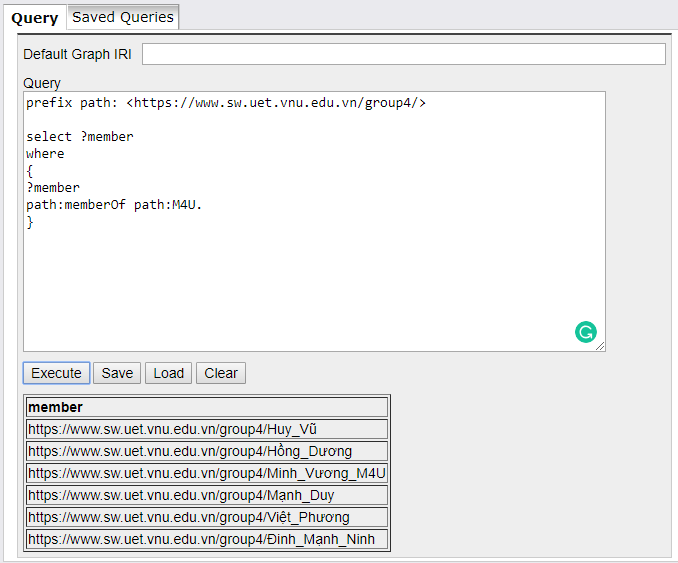 Query Saved Queries
Default Graph IRI
Query
prefix path: <https://www.sw.uet.vnu.edu.vn/group4/>
select ?member
where
{
?member
path:memberOf path:M4U.
}
Execute Save Load Clear
member
https://www.sw.uet.vnu.edu.vn/group4/Huy_Vũ
https://www.sw.uet.vnu.edu.vn/group4/Hồng_Dương
https://www.sw.uet.vnu.edu.vn/group4/Minh_Vương_M4U
https://www.sw.uet.vnu.edu.vn/group4/Mạnh_Duy
https://www.sw.uet.vnu.edu.vn/group4/Việt_Phương
https://www.sw.uet.vnu.edu.vn/group4/Đinh_Mạnh_Ninh